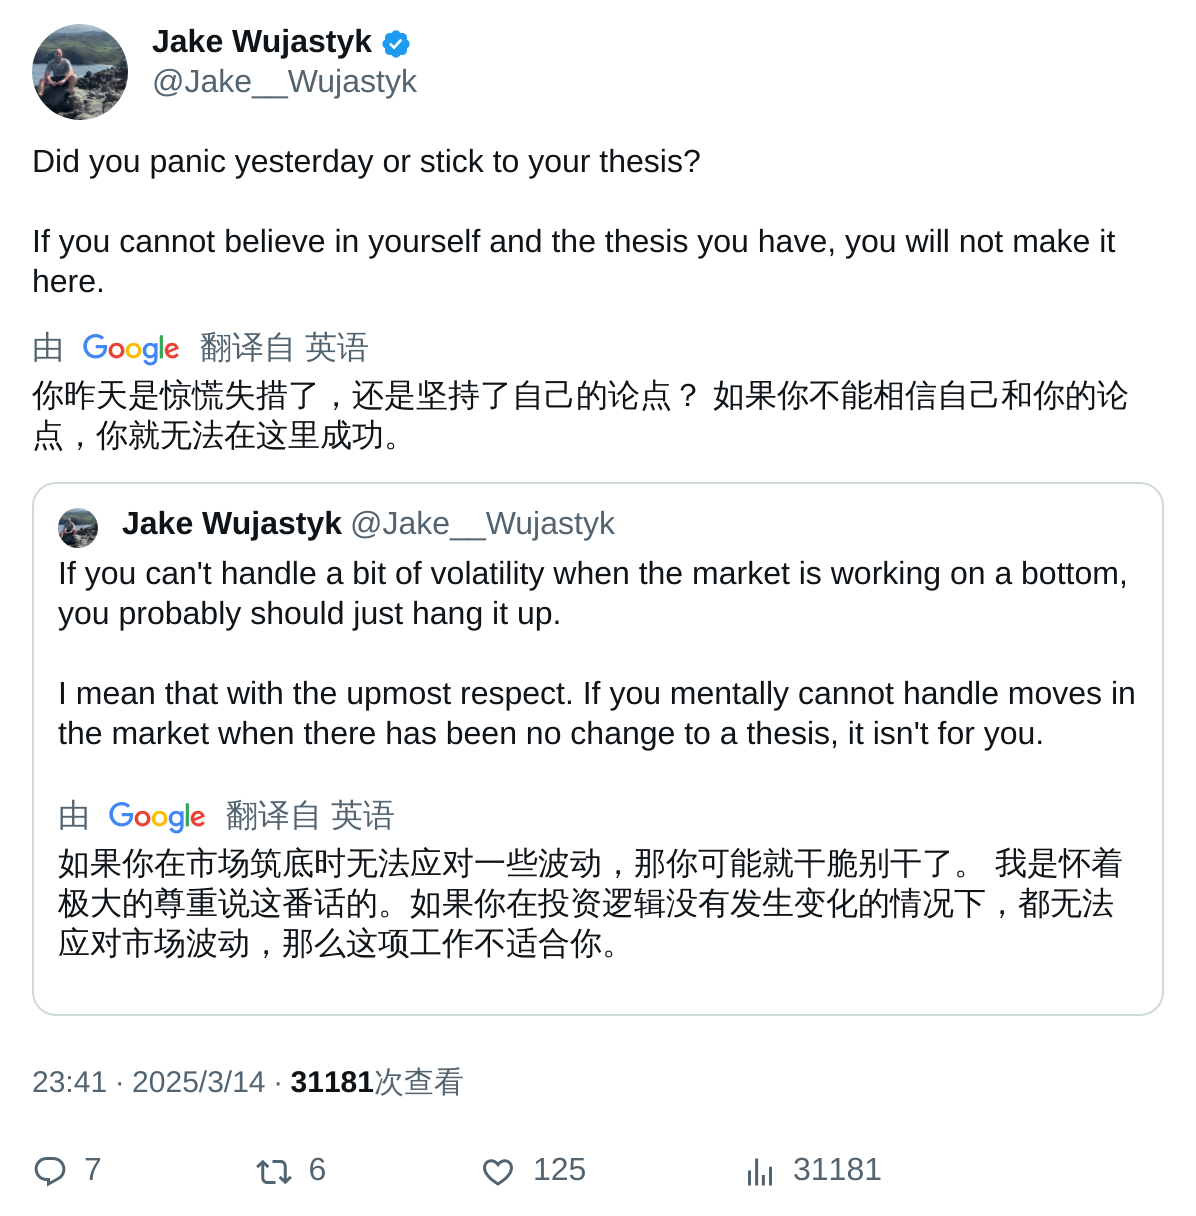 Jake Wujastyk
@Jake__Wujastyk
Did you panic yesterday or stick to your thesis?
If you cannot believe in yourself and the thesis you have, you will not make it
here.
由 Google 翻译自 英语
你昨天是惊慌失措了，还是坚持了自己的论点？ 如果你不能相信自己和你的论
点，你就无法在这里成功。
Jake Wujastyk @Jake__Wujastyk
If you can't handle a bit of volatility when the market is working on a bottom,
you probably should just hang it up.
I mean that with the upmost respect. If you mentally cannot handle moves in
the market when there has been no change to a thesis, it isn't for you.
由 Google 翻译自 英语
如果你在市场筑底时无法应对一些波动，那你可能就干脆别干了。 我是怀着
极大的尊重说这番话的。如果你在投资逻辑没有发生变化的情况下，都无法
应对市场波动，那么这项工作不适合你。
23:41 · 2025/3/14 · 31181次查看
7 6 125 31181